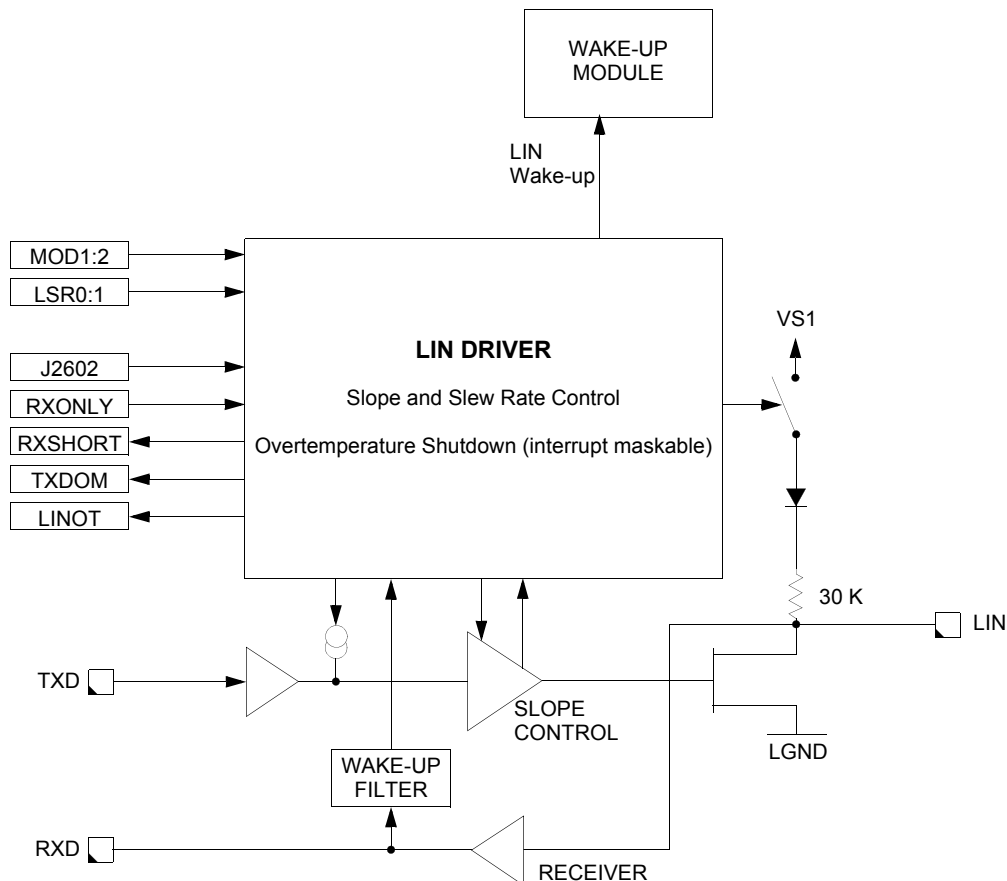 WAKE-UP
MODULE
LIN
Wake-up
MOD1:2
LSR0:1
VS1
LIN DRIVER
J2602
Slope and Slew Rate Control
RXONLY
RXSHORT
Overtemperature Shutdown (interrupt maskable)
TXDOM
LINOT
30 K
LIN
TXD
SLOPE
CONTROL
LGND
WAKE-UP
FILTER
RXD
RECEIVER